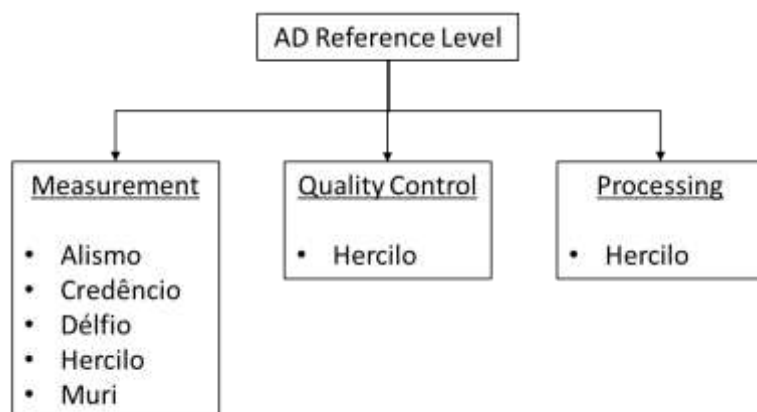 AD Reference Level
Measurement
• Alismo
• Credêncio
• Délfio
• Hercilo
• Muri
Quality Control
• Hercilo
Processing
• Hercilo